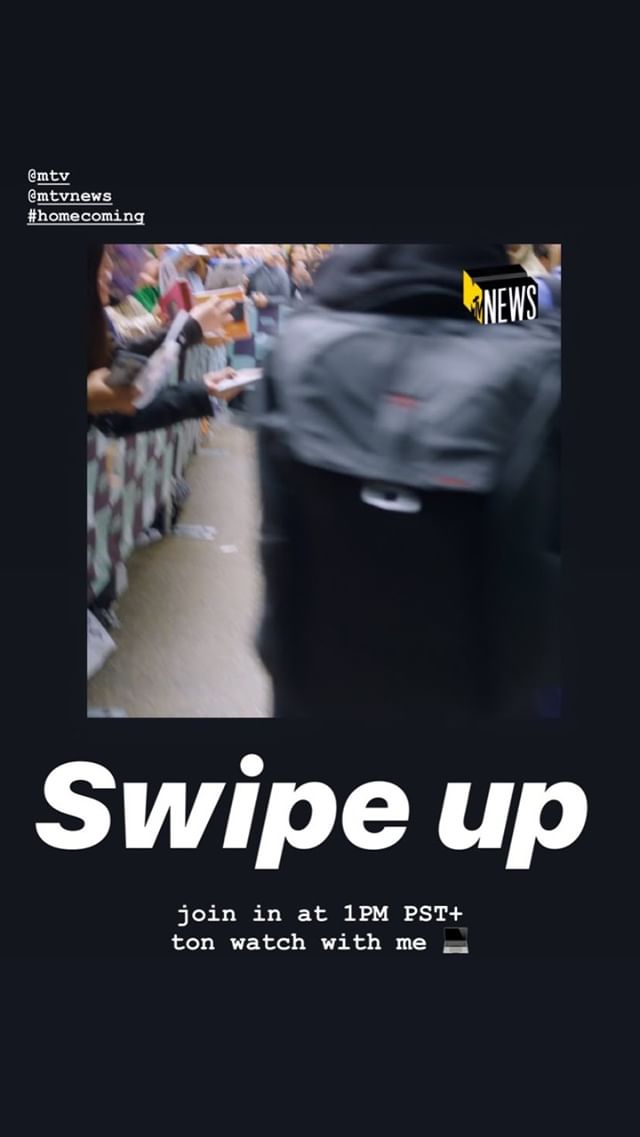 @mtv
@mtvnews
#homecoming
NEWS
Swipe up
join in at 1PM PST+
ton watch with me